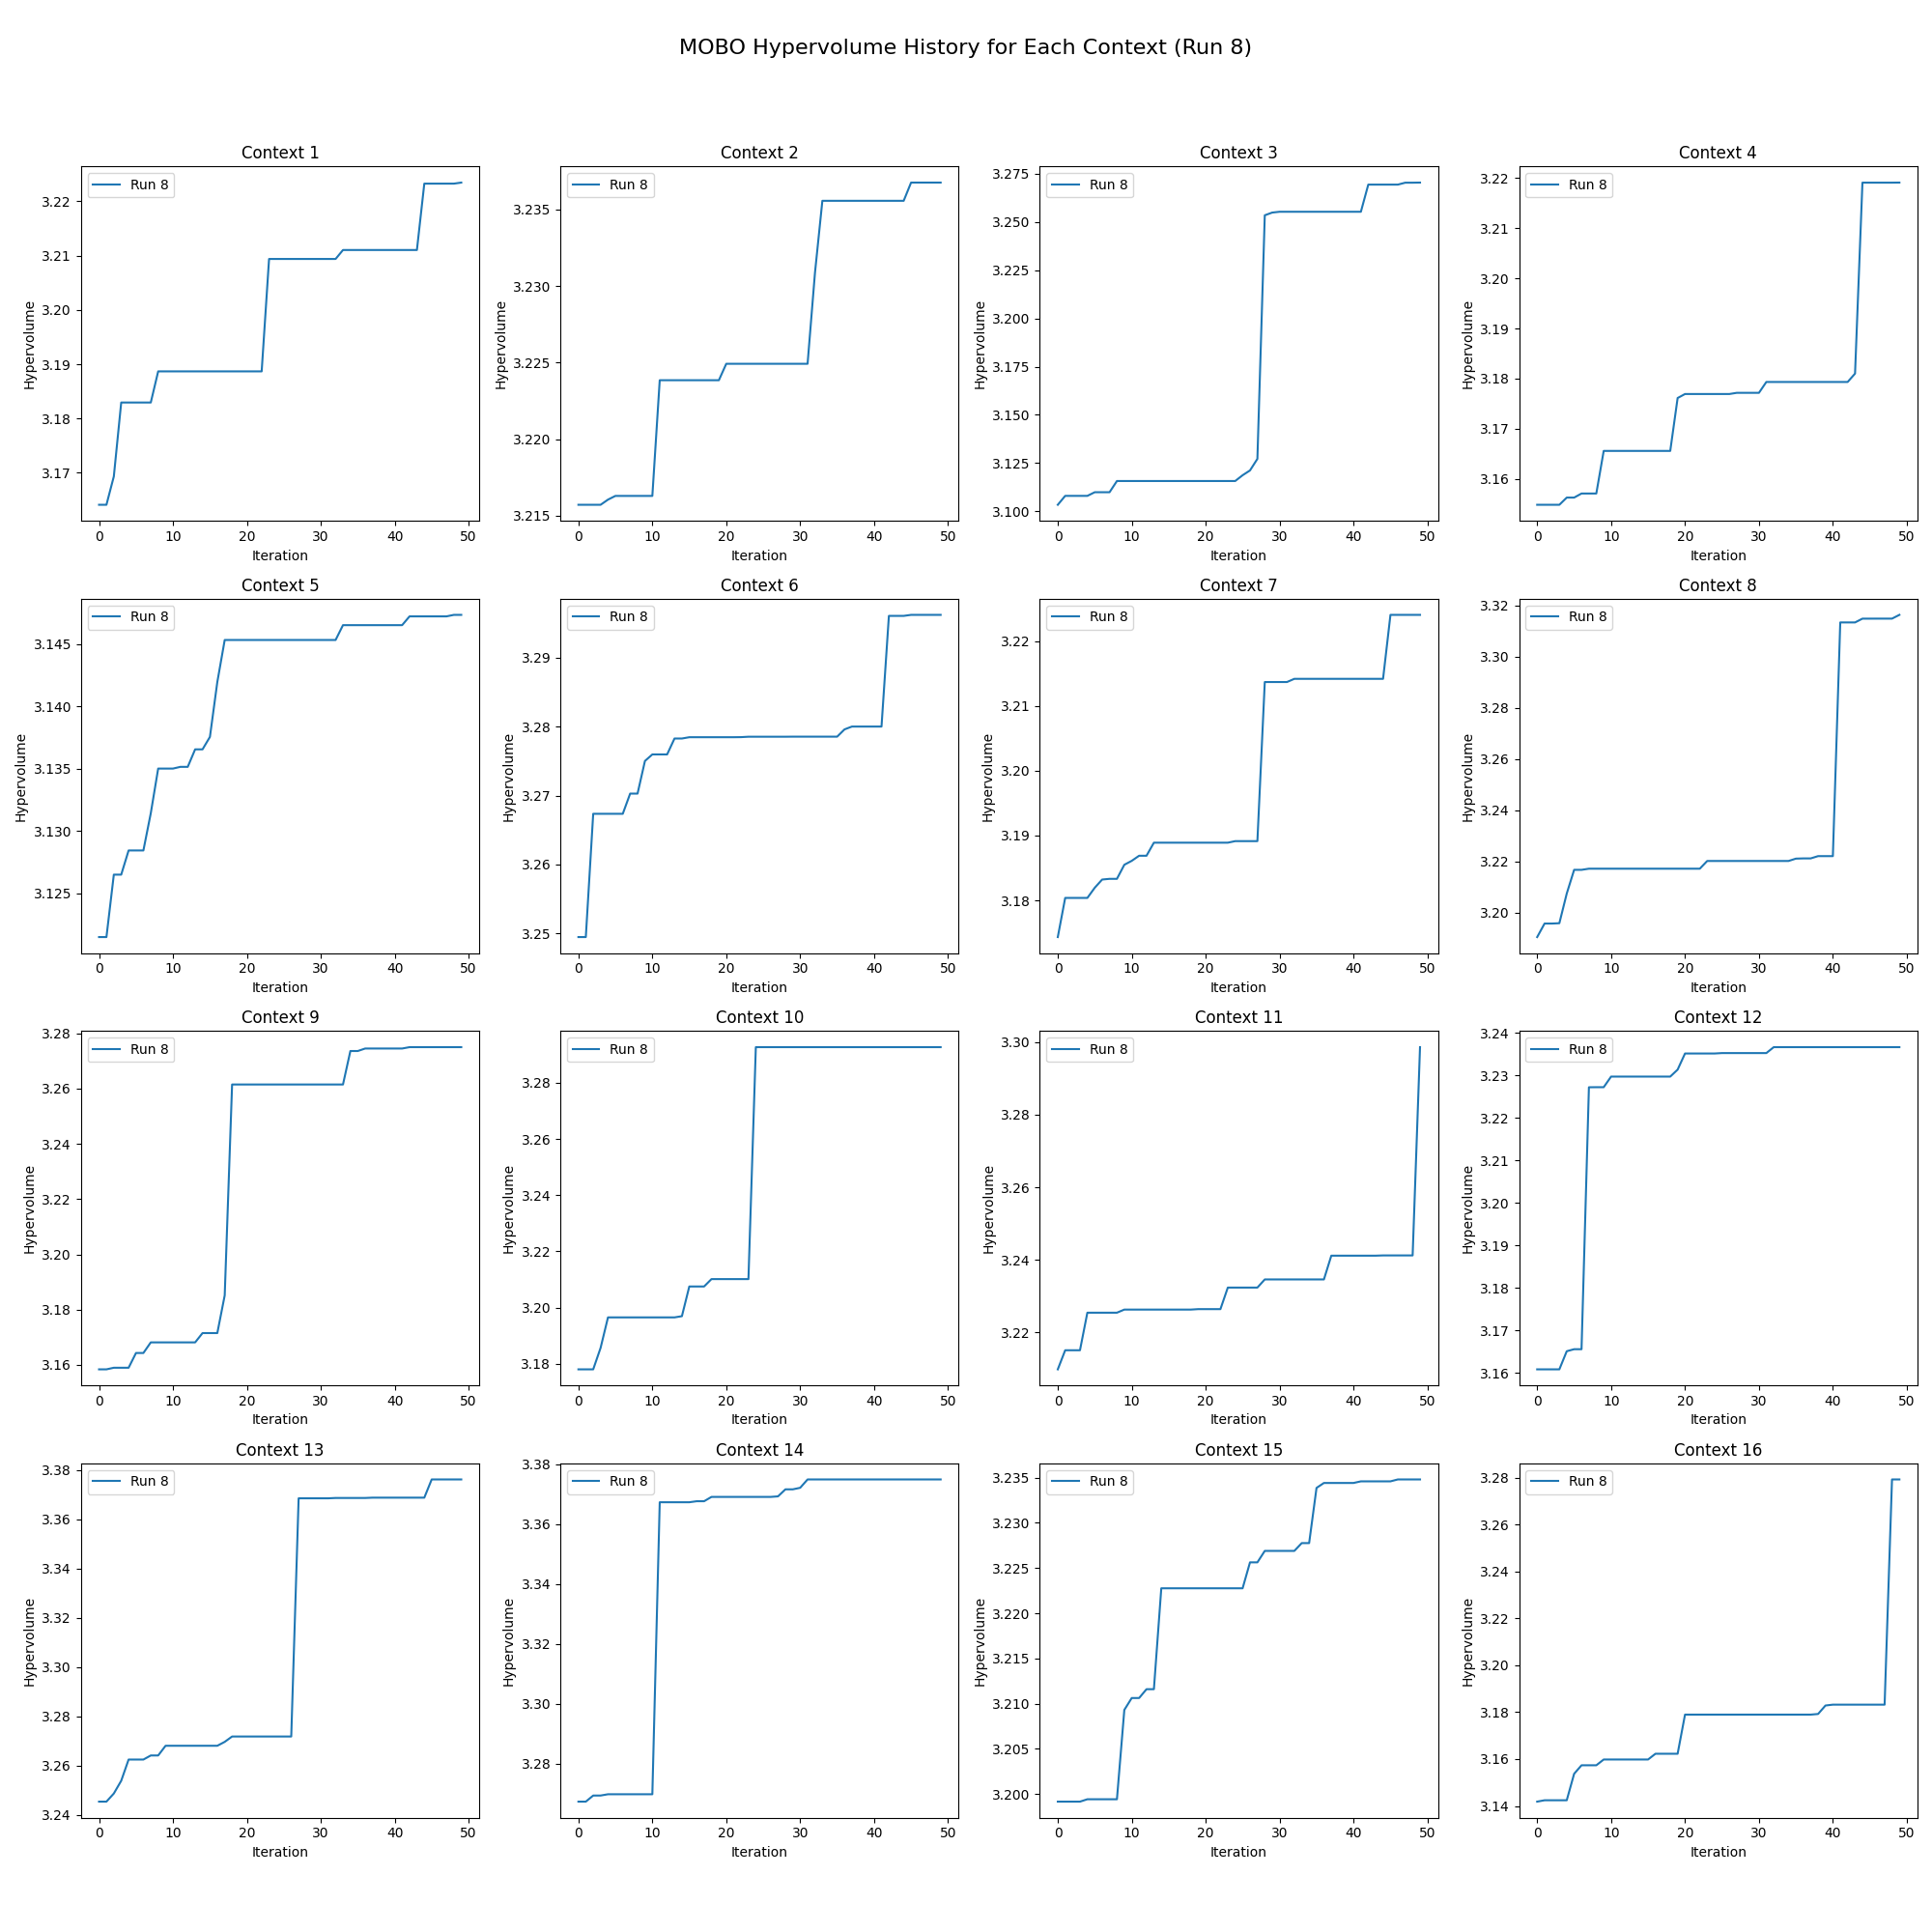 MOBO Hypervolume History for Each Context (Run 8)
Context 1
Run 8
3.22
3.21
3.20
3.19
3.18
3.17
Hypervolume
0 10 20 30 40 50
Iteration
Context 2
Run 8
3.235
3.230
3.225
3.220
3.215
Hypervolume
0 10 20 30 40 50
Iteration
Context 3
Run 8
3.275
3.250
3.225
3.200
3.175
3.150
3.125
3.100
Hypervolume
0 10 20 30 40 50
Iteration
Context 4
Run 8
3.22
3.21
3.20
3.19
3.18
3.17
3.16
Hypervolume
0 10 20 30 40 50
Iteration
Context 5
Run 8
3.145
3.140
3.135
3.130
3.125
Hypervolume
0 10 20 30 40 50
Iteration
Context 6
Run 8
3.29
3.28
3.27
3.26
3.25
Hypervolume
0 10 20 30 40 50
Iteration
Context 7
Run 8
3.22
3.21
3.20
3.19
3.18
Hypervolume
0 10 20 30 40 50
Iteration
Context 8
Run 8
3.32
3.30
3.28
3.26
3.24
3.22
3.20
Hypervolume
0 10 20 30 40 50
Iteration
Context 9
Run 8
3.28
3.26
3.24
3.22
3.20
3.18
3.16
Hypervolume
0 10 20 30 40 50
Iteration
Context 10
Run 8
3.28
3.26
3.24
3.22
3.20
3.18
Hypervolume
0 10 20 30 40 50
Iteration
Context 11
Run 8
3.30
3.28
3.26
3.24
3.22
Hypervolume
0 10 20 30 40 50
Iteration
Context 12
Run 8
3.24
3.23
3.22
3.21
3.20
3.19
3.18
3.17
3.16
Hypervolume
0 10 20 30 40 50
Iteration
Context 13
Run 8
3.38
3.36
3.34
3.32
3.30
3.28
3.26
3.24
Hypervolume
0 10 20 30 40 50
Iteration
Context 14
Run 8
3.38
3.36
3.34
3.32
3.30
3.28
Hypervolume
0 10 20 30 40 50
Iteration
Context 15
Run 8
3.235
3.230
3.225
3.220
3.215
3.210
3.205
3.200
Hypervolume
0 10 20 30 40 50
Iteration
Context 16
Run 8
3.28
3.26
3.24
3.22
3.20
3.18
3.16
3.14
Hypervolume
0 10 20 30 40 50
Iteration